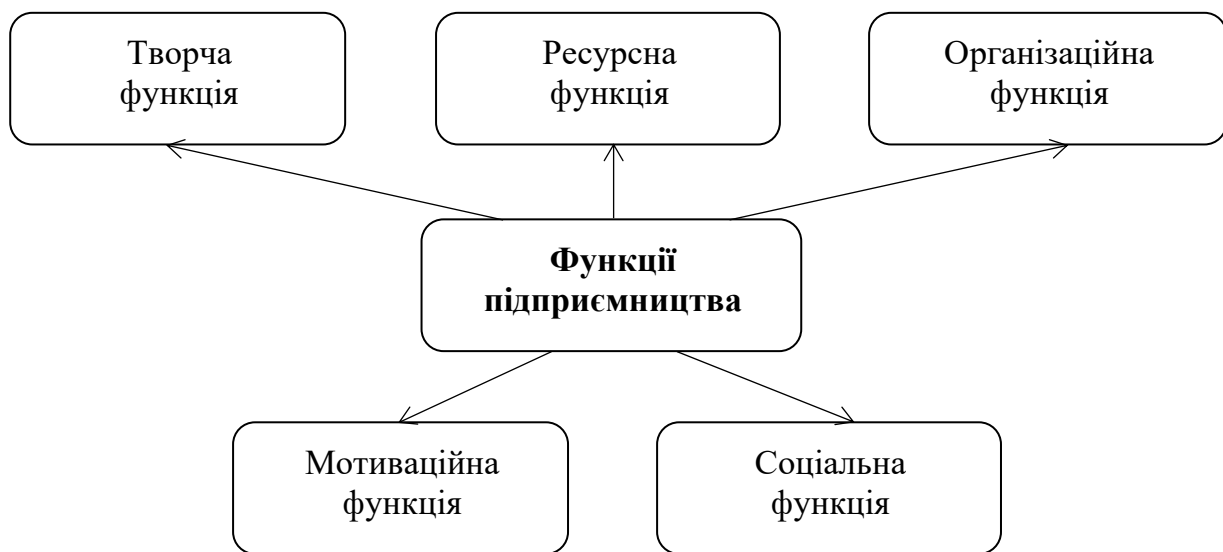 Творча
функція
Ресурсна
функція
Організаційна
функція
Функції
підприємництва
Мотиваційна
функція
Соціальна
функція